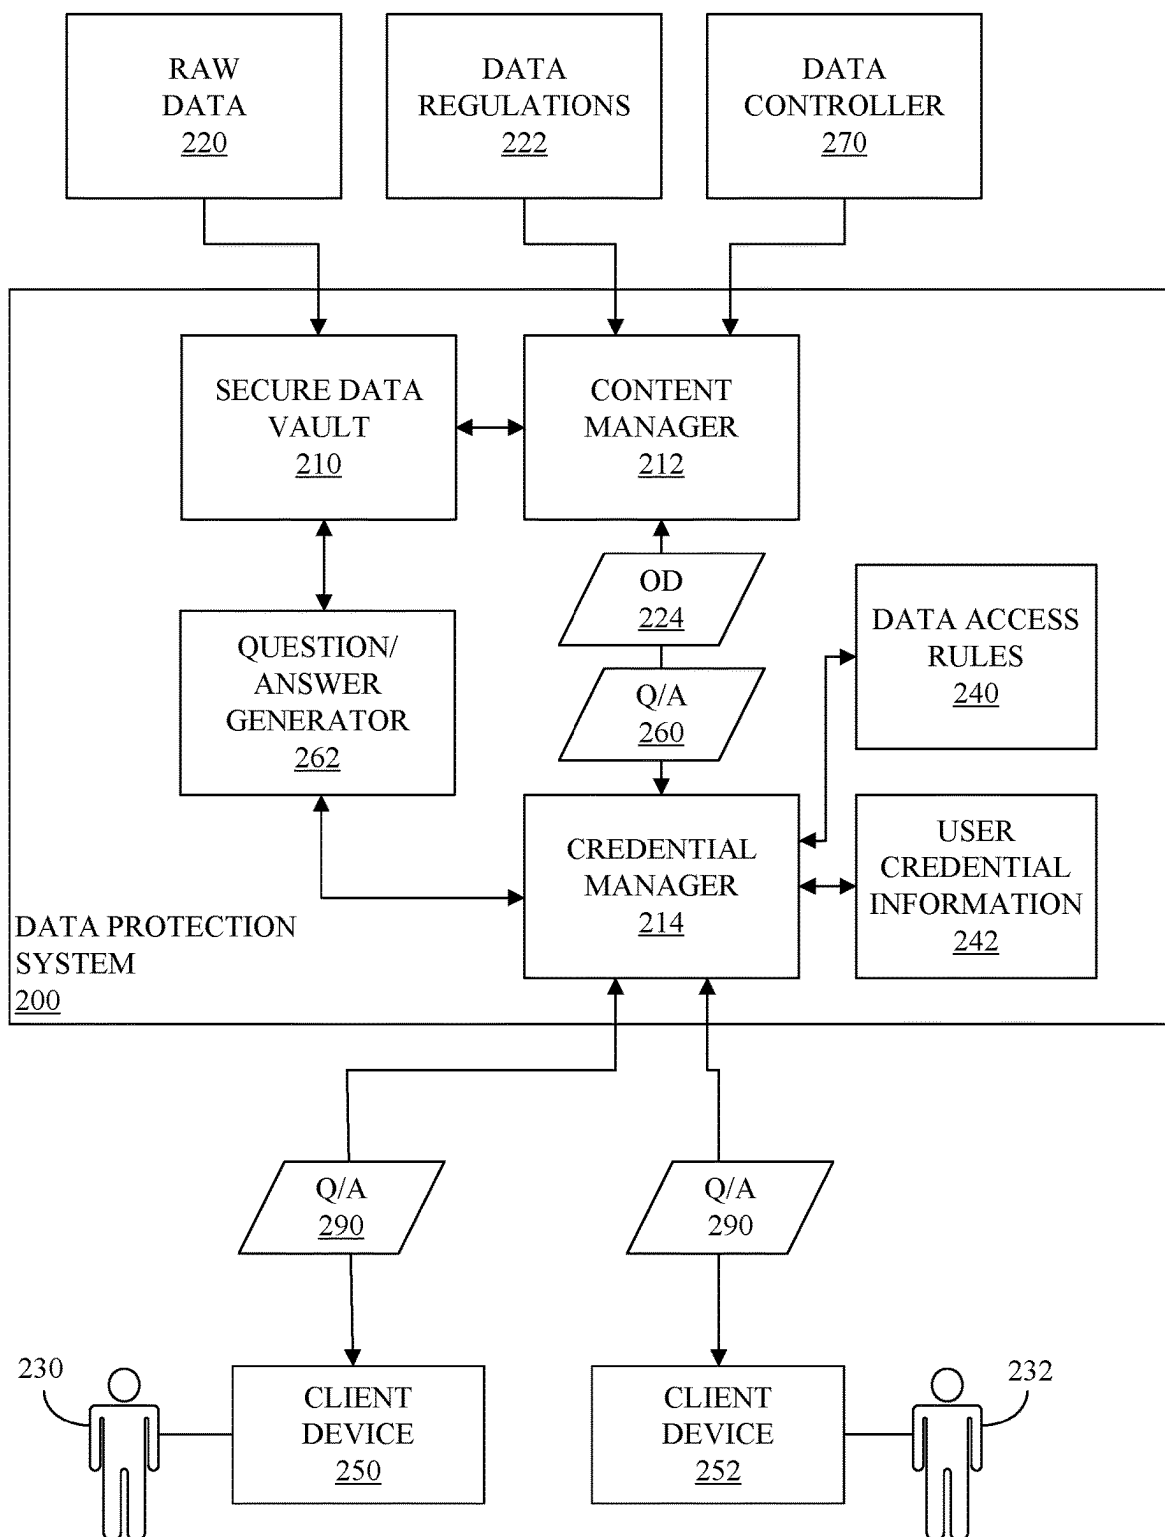 RAW
DATA
220
DATA
REGULATIONS
222
DATA
CONTROLLER
270
SECURE DATA
VAULT
210
CONTENT
MANAGER
212
OD
224
DATA ACCESS
RULES
240
QUESTION/
ANSWER
GENERATOR
262
Q/A
260
CREDENTIAL
MANAGER
214
USER
CREDENTIAL
INFORMATION
242
DATA PROTECTION
SYSTEM
200
Q/A
290
Q/A
290
230
CLIENT
DEVICE
250
CLIENT
DEVICE
252
232